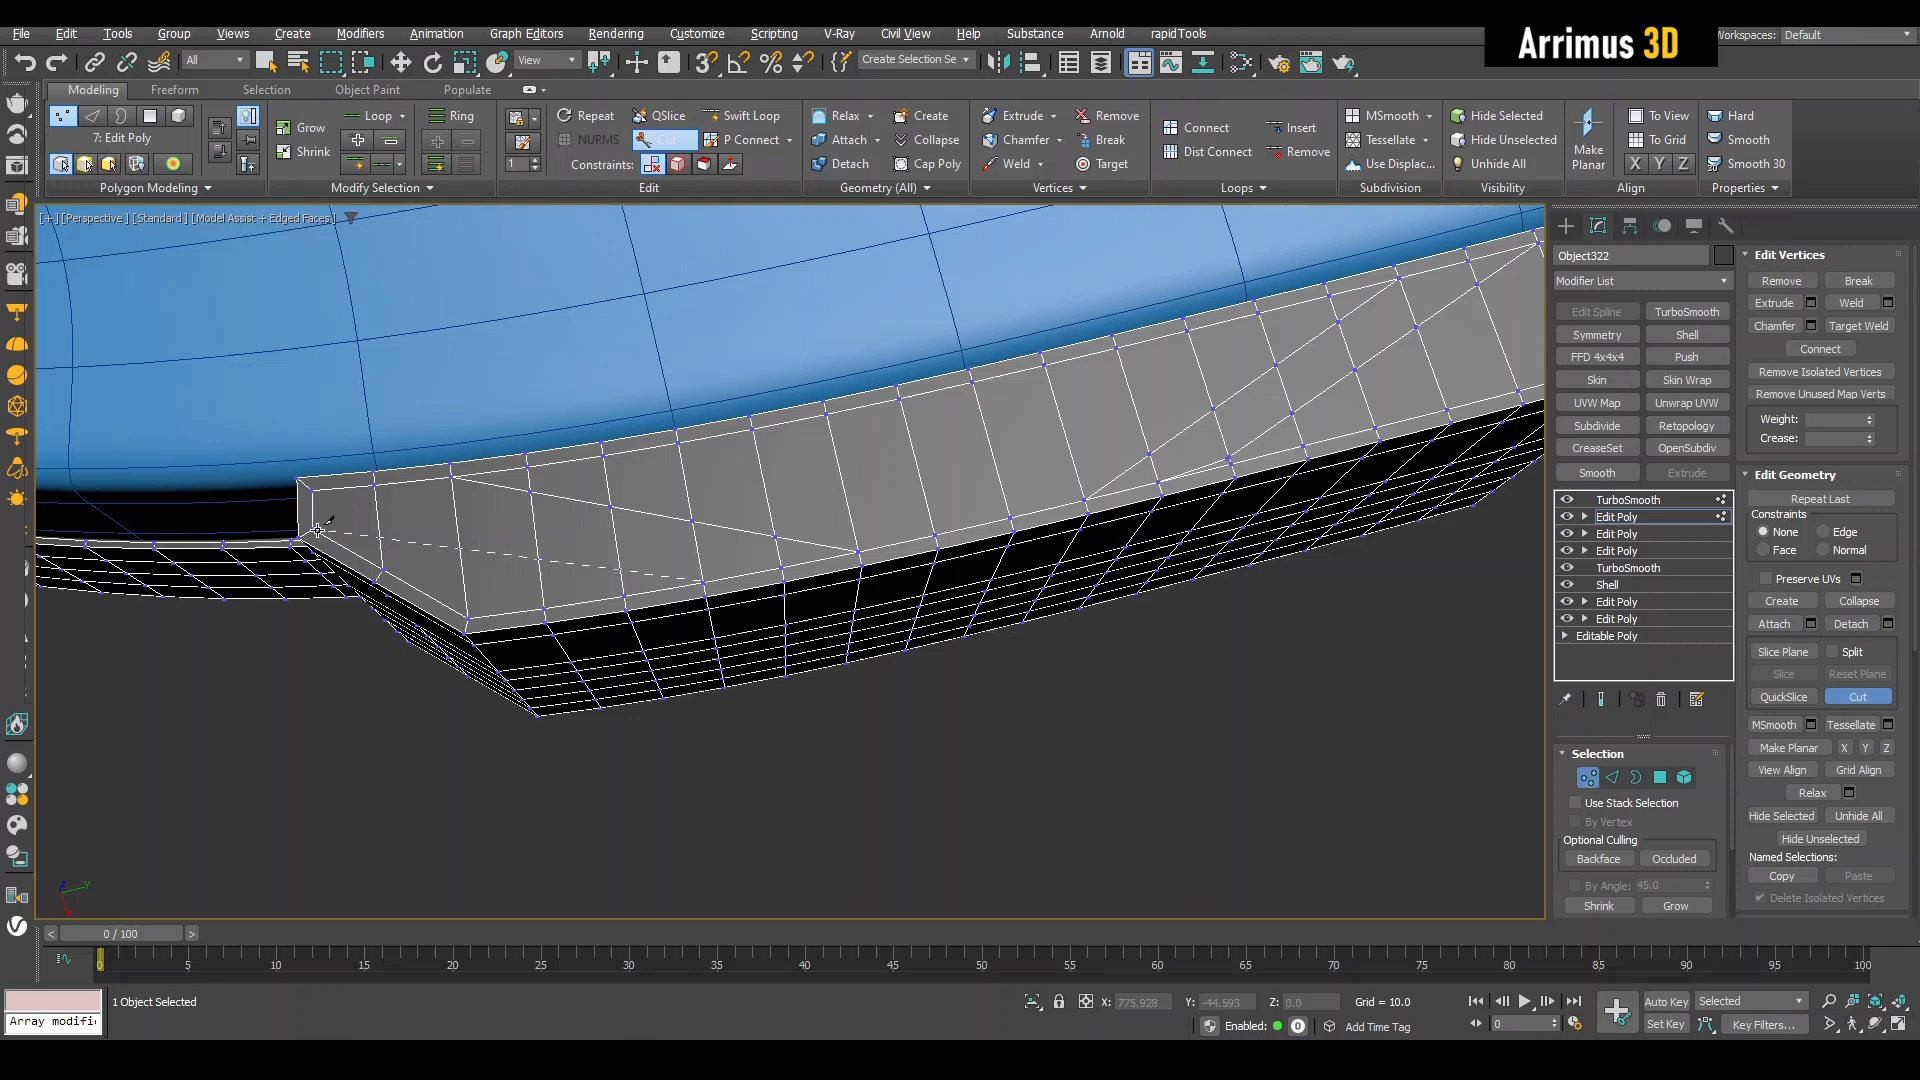 File Edit Tools Group Views Create Modifiers Animation Graph Editors Rendering Customize Scripting V-Ray Civil View Help Substance Arnold rapidTools
Arrimus 3D
Workspaces: Default
All View Create Selection Se
Modeling Freeform Selection Object Paint Populate
Loop Ring Repeat QSlice Swift Loop Relax Create Extrude Remove MSmooth Hide Selected To View Hard
7: Edit Poly Grow NURMS Cut P Connect Attach Collapse Chamfer Break Connect Insert Tessellate Hide Unselected Make Planar To Grid Smooth
Shrink 1 Constraints: Detach Cap Poly Weld Target Dist Connect Remove Use Displac... Unhide All X Y Z Smooth 30
Polygon Modeling Modify Selection Edit Geometry (All) Vertices Loops Subdivision Visibility Align Properties
[+] [Perspective] [Standard] [Model Assist + Edged Faces]
Object322
Modifier List
Edit Spline TurboSmooth
Symmetry Shell
FFD 4x4x4 Push
Skin Skin Wrap
UVW Map Unwrap UVW
Subdivide Retopology
CreaseSet OpenSubdiv
Smooth Extrude
TurboSmooth
Edit Poly
Edit Poly
Edit Poly
TurboSmooth
Shell
Edit Poly
Edit Poly
Editable Poly
Selection
Use Stack Selection
By Vertex
Optional Culling
Backface Occluded
By Angle: 45.0
Shrink Grow
Edit Vertices
Remove Break
Extrude Weld
Chamfer Target Weld
Connect
Remove Isolated Vertices
Remove Unused Map Verts
Weight:
Crease:
Edit Geometry
Repeat Last
Constraints
None Edge
Face Normal
Preserve UVs
Create Collapse
Attach Detach
Slice Plane Split
Slice Reset Plane
QuickSlice Cut
MSmooth Tessellate
Make Planar X Y Z
View Align Grid Align
Relax
Hide Selected Unhide All
Hide Unselected
Named Selections:
Copy Paste
Delete Isolated Vertices
z y x
< 0 / 100 >
0 5 10 15 20 25 30 35 40 45 50 55 60 65 70 75 80 85 90 95 100
1 Object Selected
X: 775.928 Y: -44.593 Z: 0.0 Grid = 10.0
Auto Key Selected
Array modifi
Enabled: 0 Add Time Tag
0 Set Key Key Filters...